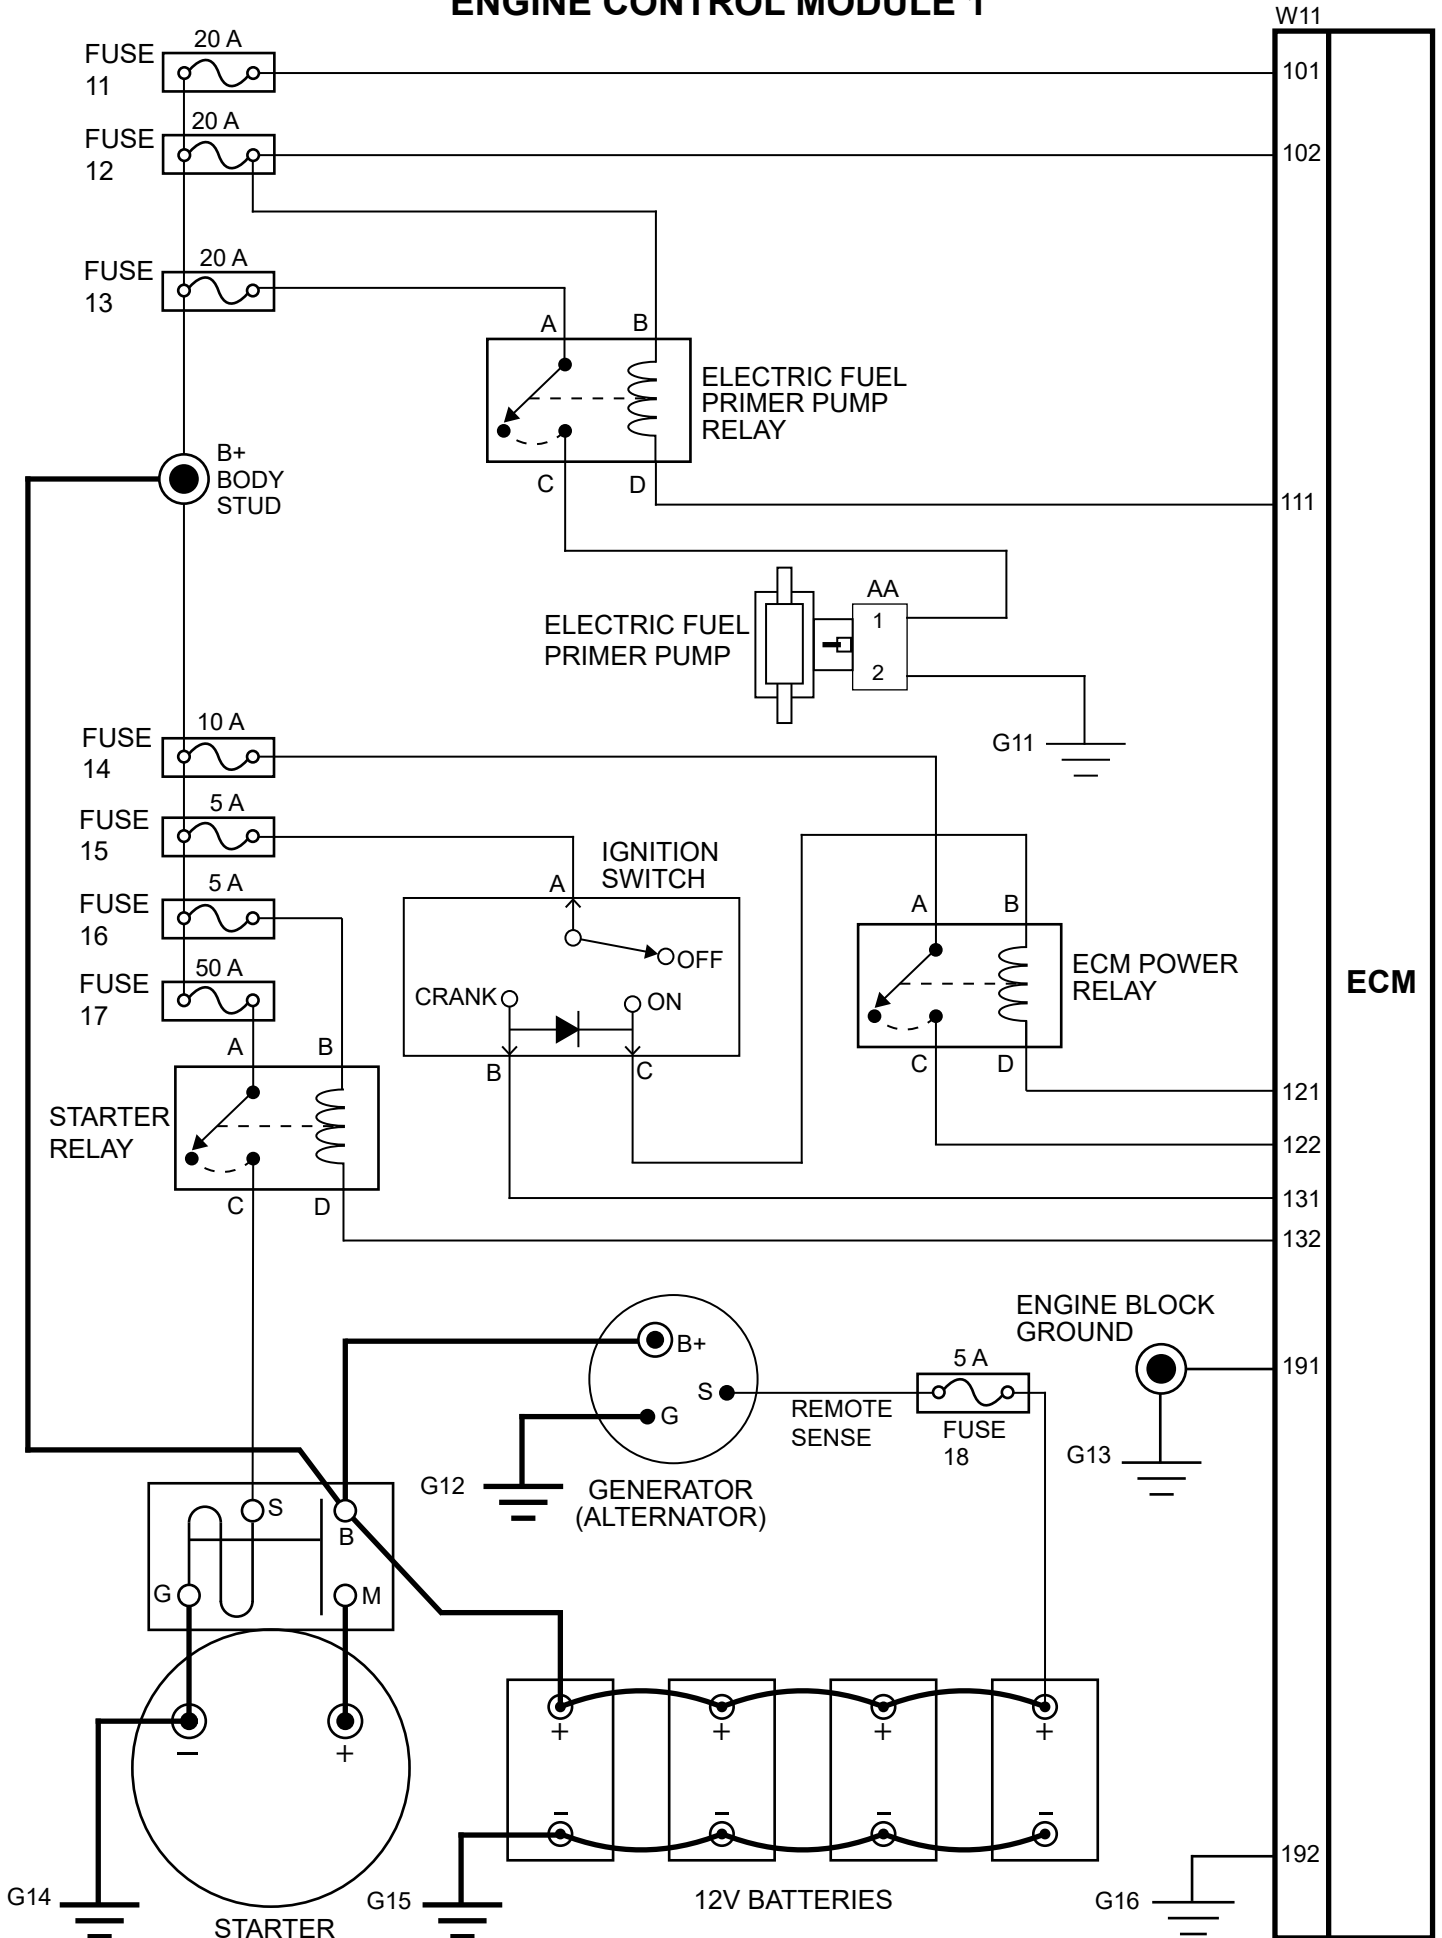 ENGINE CONTROL MODULE 1
W11
20 A
FUSE
11
101
20 A
FUSE
12
102
20 A
FUSE
13
A
B
ELECTRIC FUEL
PRIMER PUMP
RELAY
B+
BODY
STUD
C
D
111
AA
1
2
ELECTRIC FUEL
PRIMER PUMP
G11
10 A
FUSE
14
5 A
FUSE
15
5 A
FUSE
16
50 A
FUSE
17
IGNITION
SWITCH
A
OFF
CRANK
ON
B
C
A
B
ECM POWER
RELAY
C
D
ECM
121
122
131
132
A
B
STARTER
RELAY
C
D
ENGINE BLOCK
GROUND
191
G13
B+
S
G
REMOTE
SENSE
5 A
FUSE
18
G12
GENERATOR
(ALTERNATOR)
S
B
G
M
–
+
G14
STARTER
+
+
+
+
–
–
–
–
G15
12V BATTERIES
192
G16